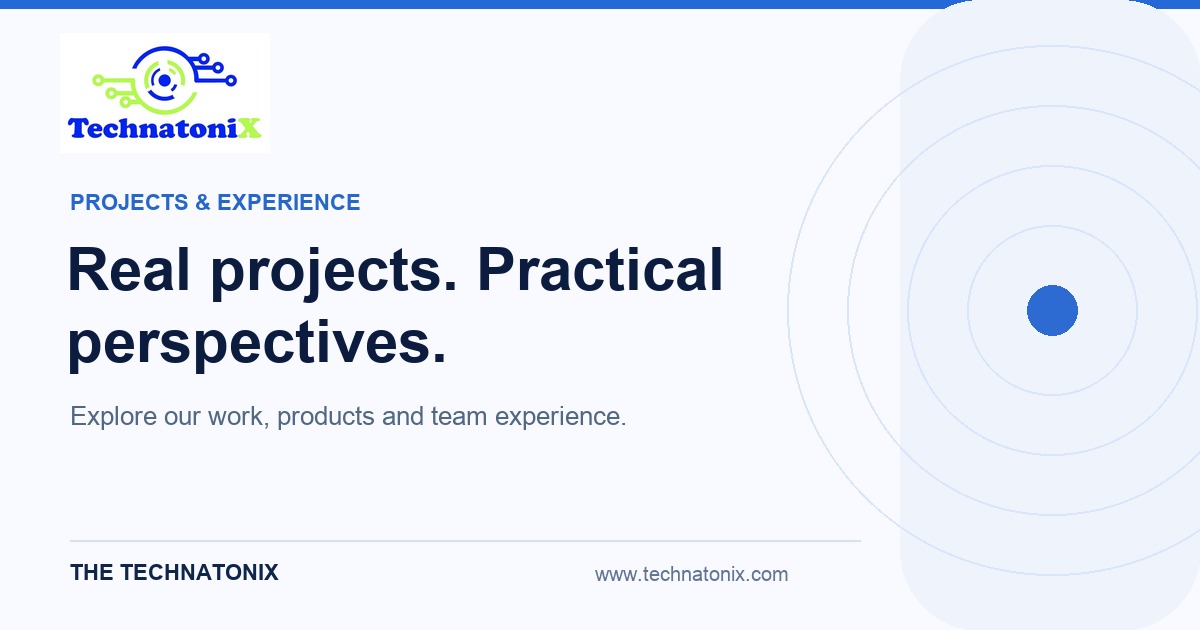 TechnatoniX
PROJECTS & EXPERIENCE
Real projects. Practical
perspectives.
Explore our work, products and team experience.
THE TECHNATONIX
www.technatonix.com